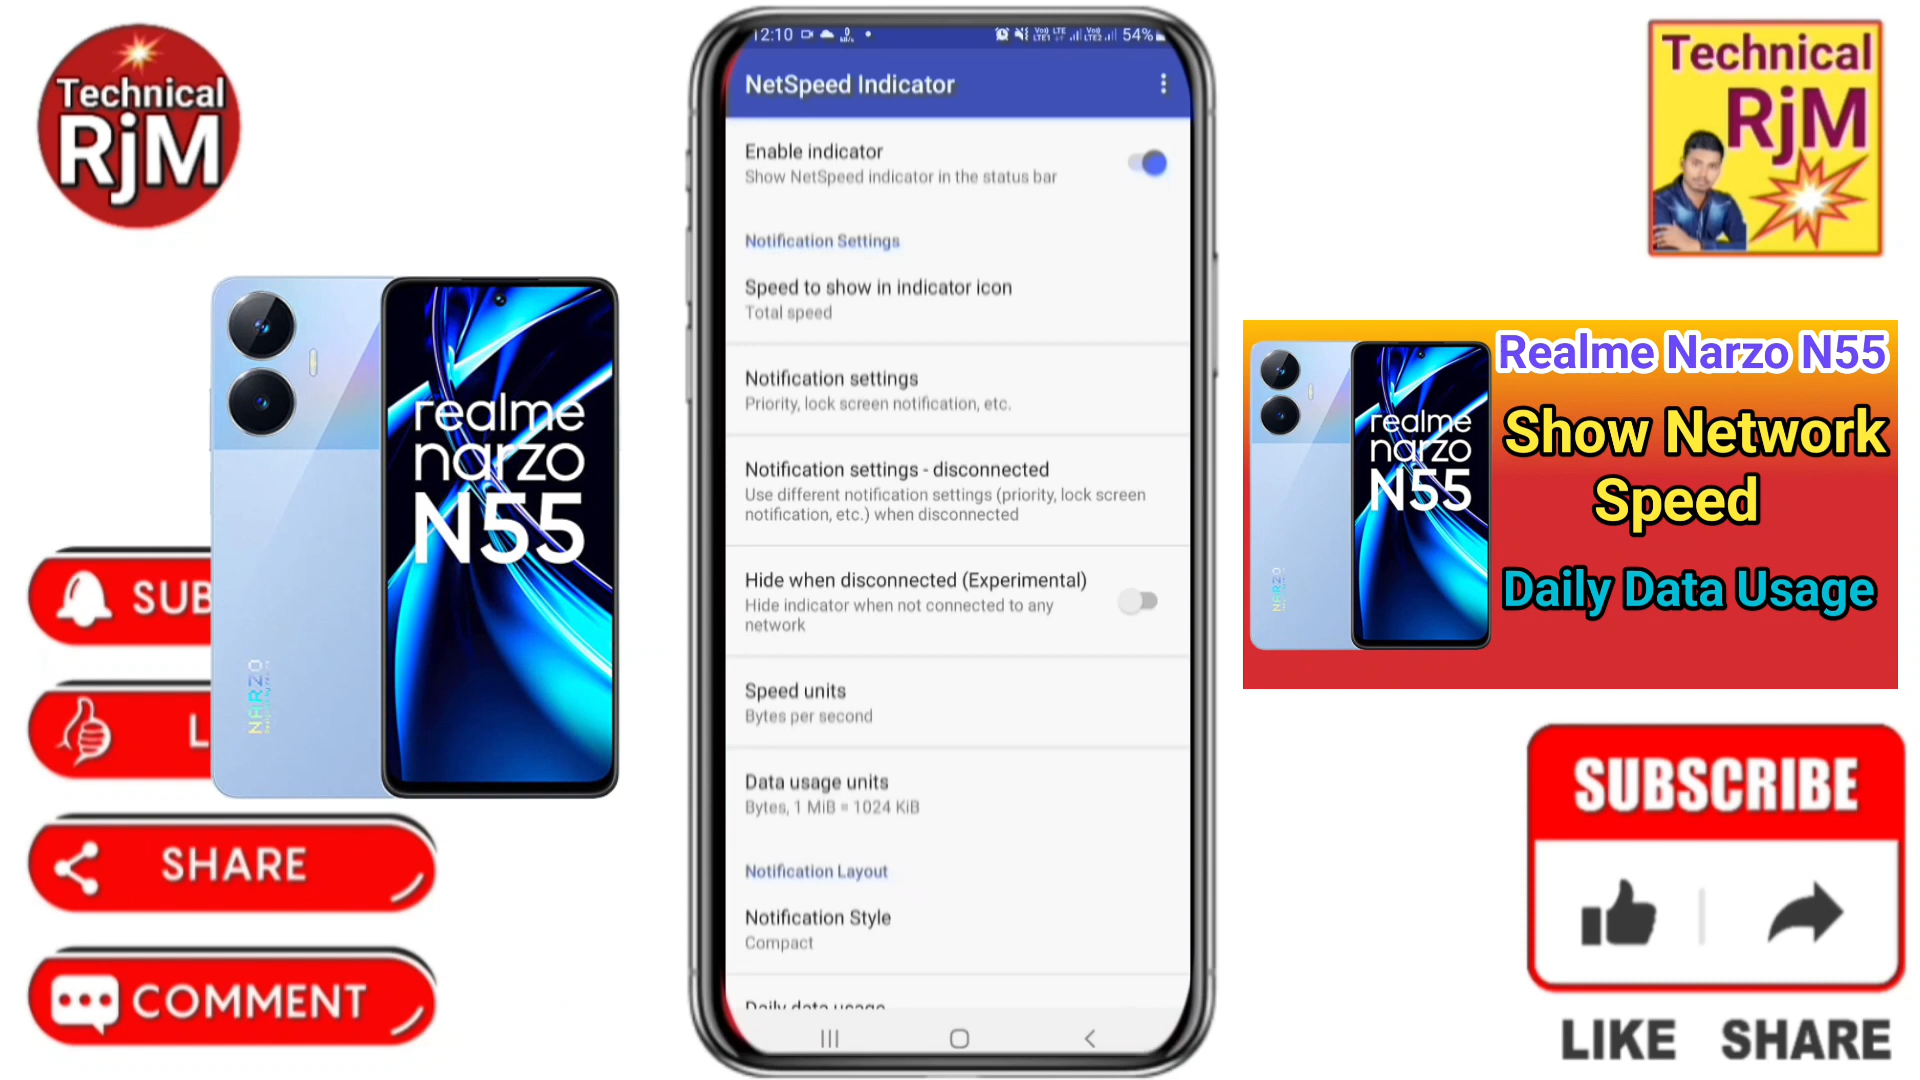 Technical
RjM
12:10
54%
NetSpeed Indicator
Enable indicator
Show NetSpeed indicator in the status bar
Notification Settings
Speed to show in indicator icon
Total speed
Notification settings
Priority, lock screen notification, etc.
Notification settings - disconnected
Use different notification settings (priority, lock screen
notification, etc.) when disconnected
Hide when disconnected (Experimental)
Hide indicator when not connected to any
network
Speed units
Bytes per second
Data usage units
Bytes, 1 MiB = 1024 KiB
Notification Layout
Notification Style
Compact
Daily data usage
Technical
RjM
realme
narzo
N55
NARZO
SUB
L
SHARE
COMMENT
Realme Narzo N55
Show Network
Speed
Daily Data Usage
realme
narzo
N55
NARZO
SUBSCRIBE
LIKE SHARE